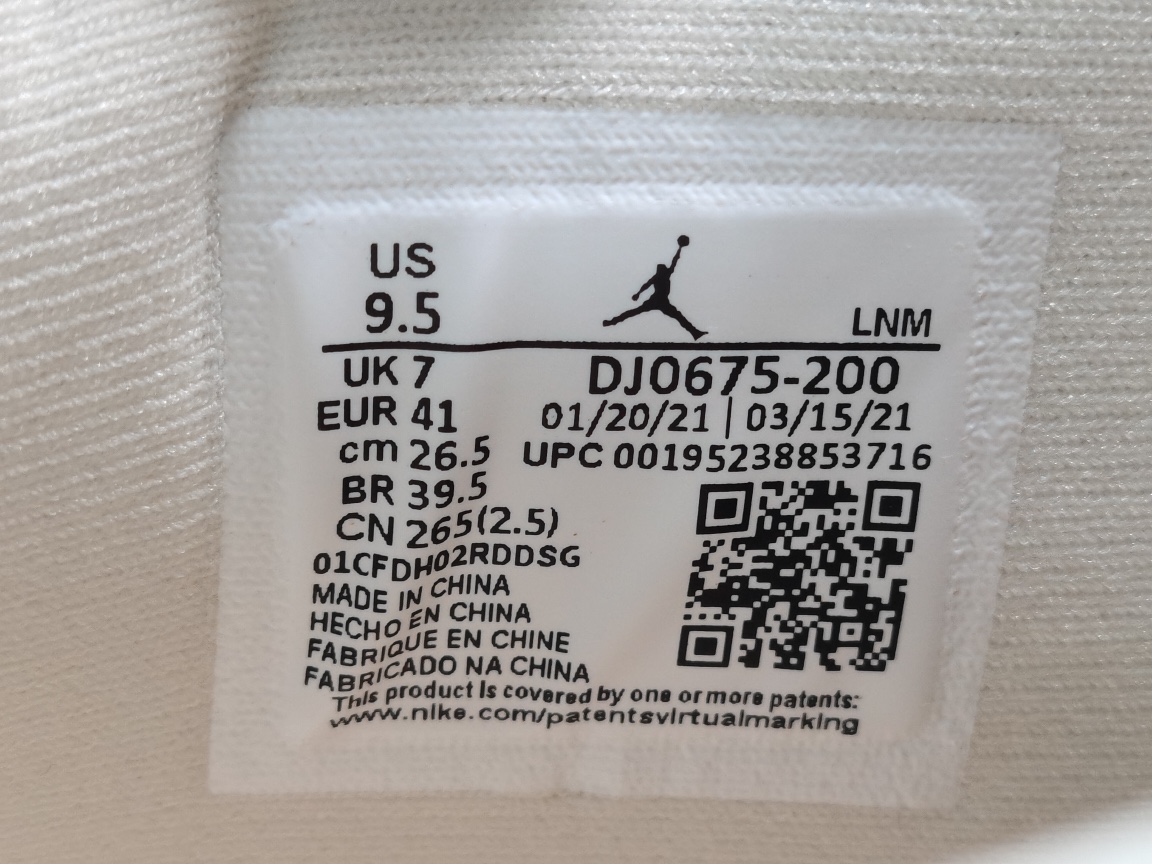 US
9.5
LNM
UK 7
DJ0675-200
EUR 41
01/20/21 | 03/15/21
cm 26.5
UPC 00195238853716
BR 39.5
CN 265(2.5)
01CFDH02RDDSG
MADE IN CHINA
HECHO EN CHINA
FABRIQUE EN CHINE
FABRICADO NA CHINA
This product is covered by one or more patents:
www.nike.com/patentsvirtualmarking